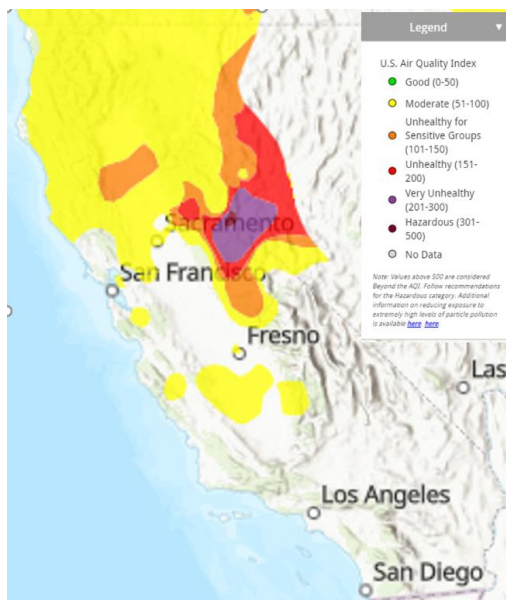 Legend
U.S. Air Quality Index
Good (0-50)
Moderate (51-100)
Unhealthy for
Sensitive Groups
(101-150)
Unhealthy (151-
200)
Very Unhealthy
(201-300)
Hazardous (301-
500)
No Data
Note: Values above 500 are considered
Beyond the AQI. Follow recommendations
for the Hazardous category. Additional
information on reducing exposure to
extremely high levels of particle pollution
is available here, here.
Sacramento
San Francisco
Fresno
Las
Los Angeles
San Diego